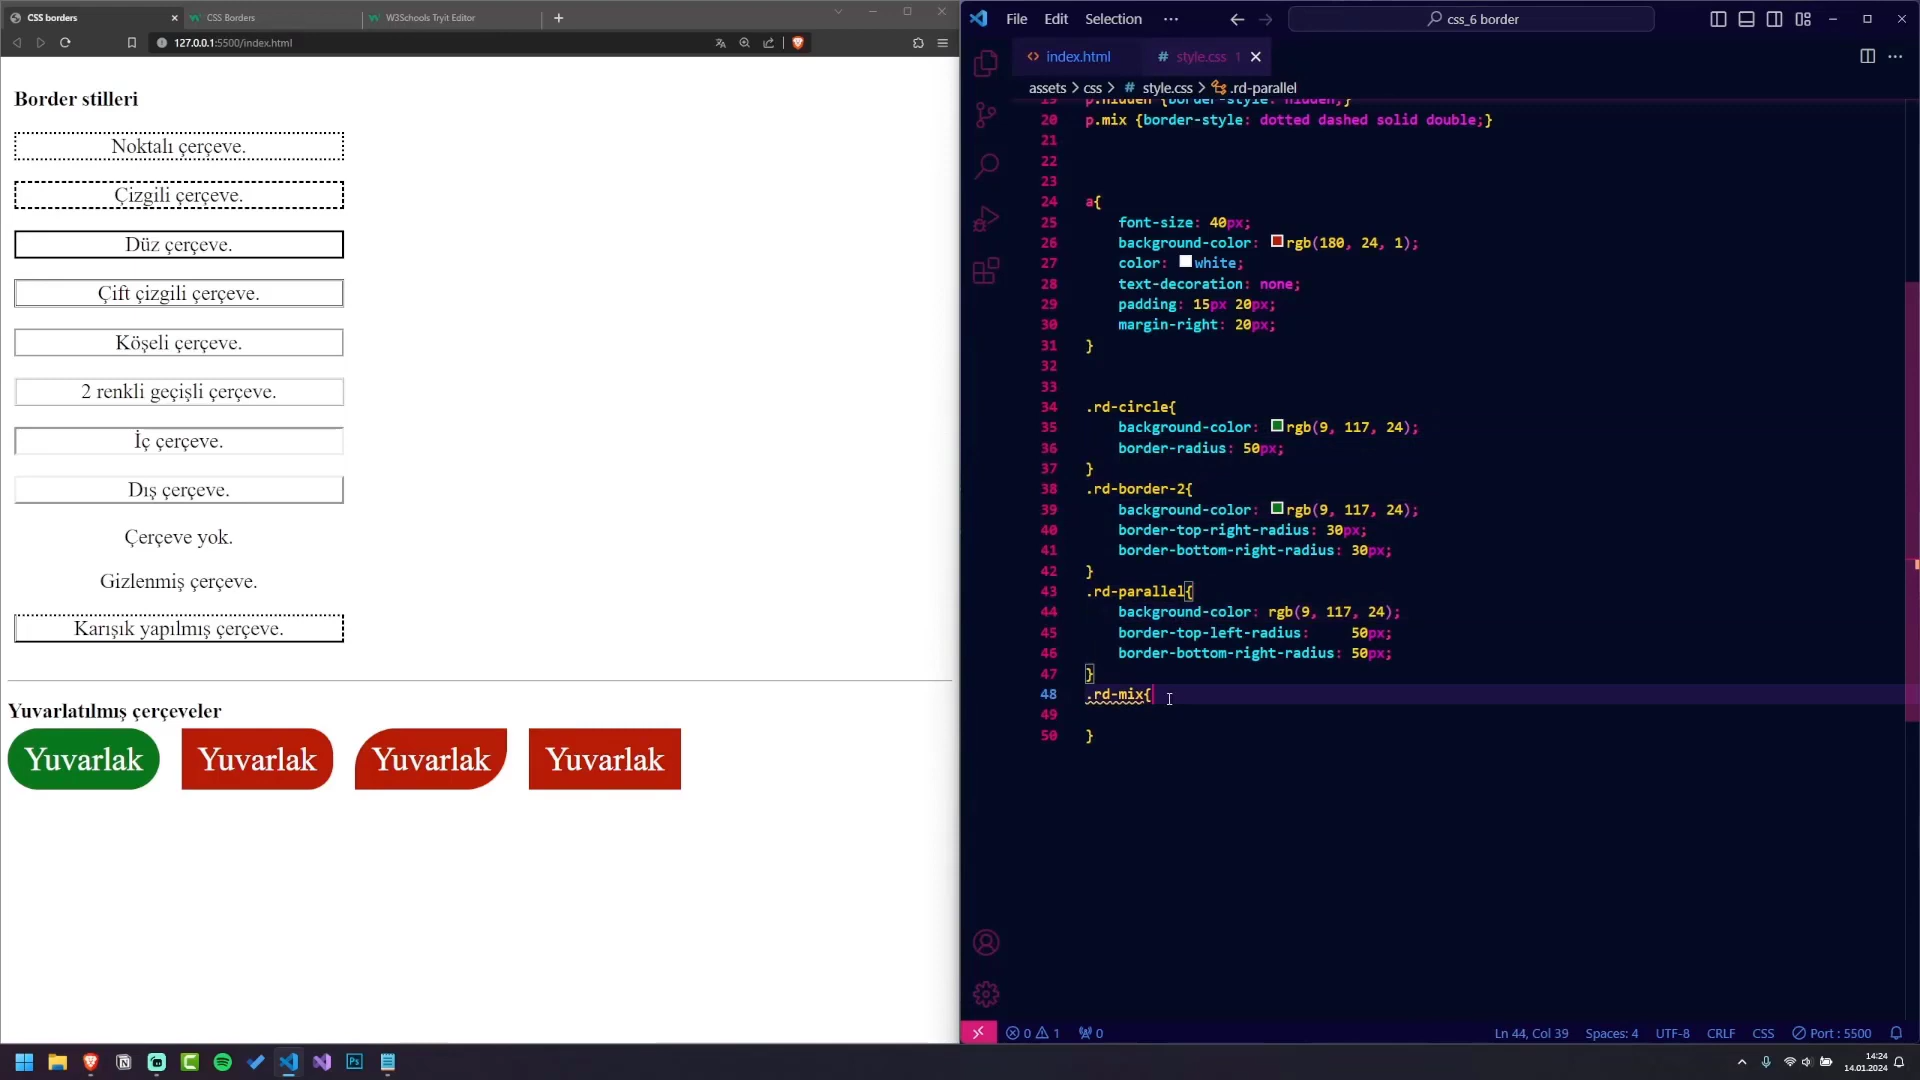 CSS borders
CSS Borders
W3Schools Tryit Editor
127.0.0.1:5500/index.html
Border stilleri
Noktalı çerçeve.
Çizgili çerçeve.
Düz çerçeve.
Çift çizgili çerçeve.
Köşeli çerçeve.
2 renkli geçişli çerçeve.
İç çerçeve.
Dış çerçeve.
Çerçeve yok.
Gizlenmiş çerçeve.
Karışık yapılmış çerçeve.
Yuvarlatılmış çerçeveler
Yuvarlak Yuvarlak Yuvarlak Yuvarlak
File Edit Selection ··· css_6 border
index.html # style.css 1
assets > css > # style.css > .rd-parallel
19 p.hidden {border-style: hidden;}
20 p.mix {border-style: dotted dashed solid double;}
21
22
23
24 a{
25 font-size: 40px;
26 background-color: rgb(180, 24, 1);
27 color: white;
28 text-decoration: none;
29 padding: 15px 20px;
30 margin-right: 20px;
31 }
32
33
34 .rd-circle{
35 background-color: rgb(9, 117, 24);
36 border-radius: 50px;
37 }
38 .rd-border-2{
39 background-color: rgb(9, 117, 24);
40 border-top-right-radius: 30px;
41 border-bottom-right-radius: 30px;
42 }
43 .rd-parallel{
44 background-color: rgb(9, 117, 24);
45 border-top-left-radius: 50px;
46 border-bottom-right-radius: 50px;
47 }
48 .rd-mix{
49
50 }
0 1 0 Ln 44, Col 39 Spaces: 4 UTF-8 CRLF CSS Port : 5500
14:24
14.01.2024